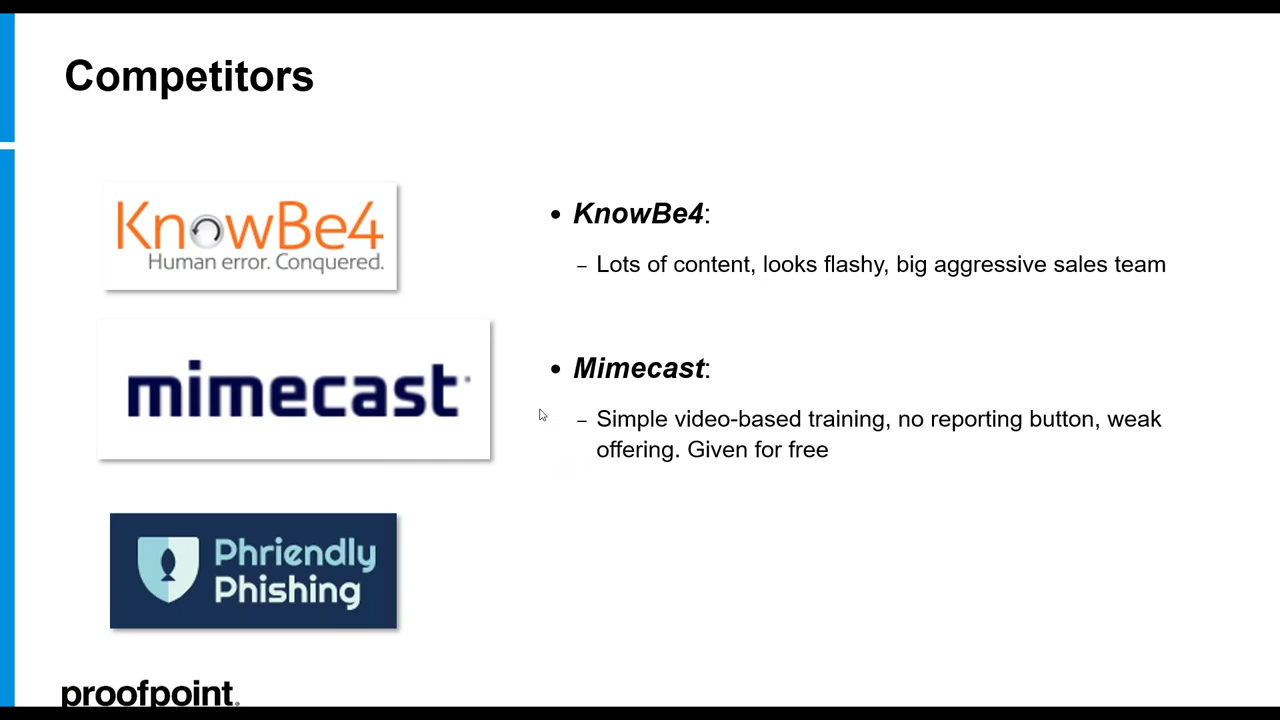 Competitors
KnowBe4
Human error. Conquered.
• KnowBe4:
– Lots of content, looks flashy, big aggressive sales team
mimecast
• Mimecast:
– Simple video-based training, no reporting button, weak
offering. Given for free
Phriendly
Phishing
proofpoint.